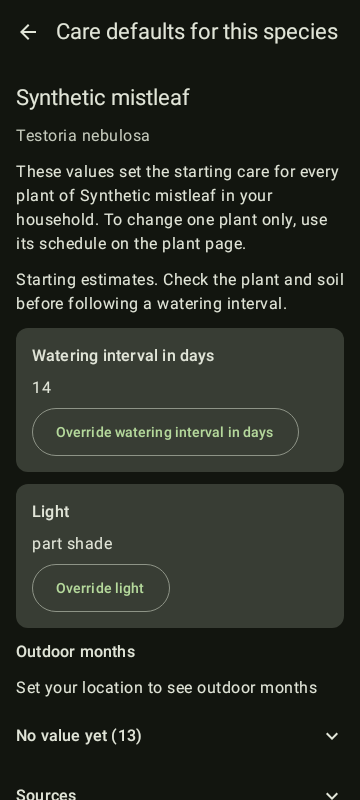 Care defaults for this species
Synthetic mistleaf
Testoria nebulosa
These values set the starting care for every
plant of Synthetic mistleaf in your
household. To change one plant only, use
its schedule on the plant page.
Starting estimates. Check the plant and soil
before following a watering interval.
Watering interval in days
14
Override watering interval in days
Light
part shade
Override light
Outdoor months
Set your location to see outdoor months
No value yet (13)
Sources